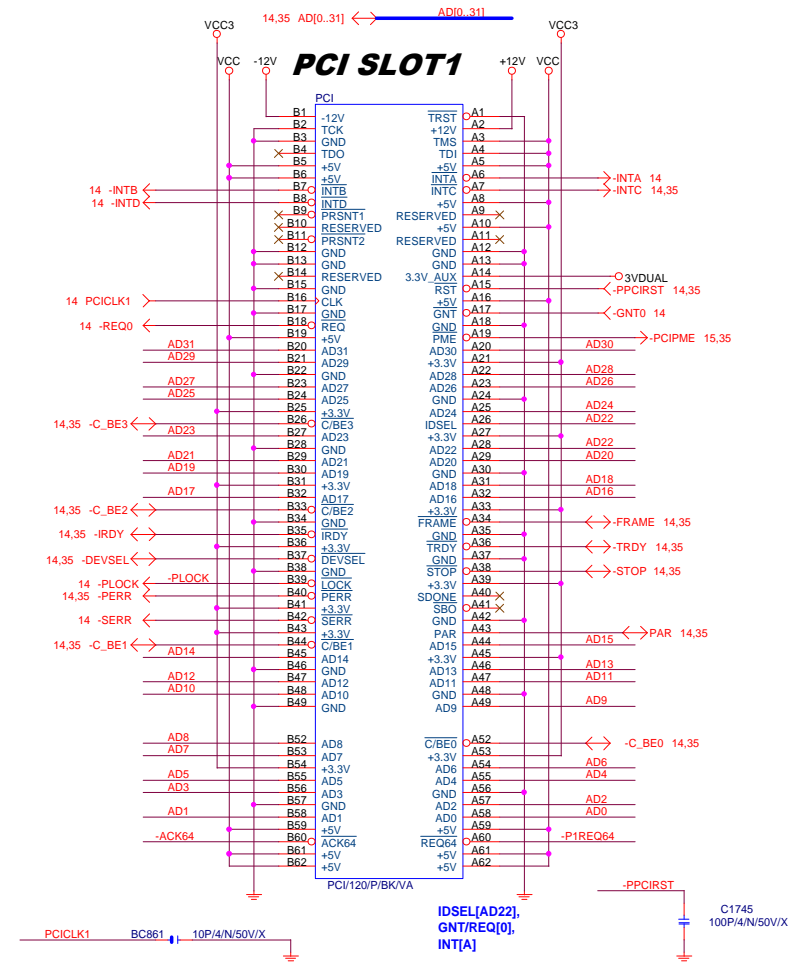 14,35 AD[0..31] AD[0..31]
VCC3 VCC3
VCC -12V PCI SLOT1 +12V VCC
PCI
B1 -12V TRST A1
B2 TCK +12V A2
B3 GND TMS A3
B4 TDO TDI A4
B5 +5V +5V A5
B6 +5V INTA A6 -INTA 14
14 -INTB B7 INTB INTC A7 -INTC 14,35
14 -INTD B8 INTD +5V A8
B9 PRSNT1 RESERVED A9
B10 RESERVED +5V A10
B11 PRSNT2 RESERVED A11
B12 GND GND A12
B13 GND GND A13
B14 RESERVED 3.3V_AUX A14 3VDUAL
B15 GND RST A15 -PPCIRST 14,35
14 PCICLK1 B16 CLK +5V A16
B17 GND GNT A17 -GNT0 14
14 -REQ0 B18 REQ GND A18
B19 +5V PME A19 -PCIPME 15,35
AD31 B20 AD31 AD30 A20 AD30
AD29 B21 AD29 +3.3V A21
B22 GND AD28 A22 AD28
AD27 B23 AD27 AD26 A23 AD26
AD25 B24 AD25 GND A24
B25 +3.3V AD24 A25 AD24
14,35 -C_BE3 B26 C/BE3 IDSEL A26 AD22
AD23 B27 AD23 +3.3V A27
B28 GND AD22 A28 AD22
AD21 B29 AD21 AD20 A29 AD20
AD19 B30 AD19 GND A30
B31 +3.3V AD18 A31 AD18
AD17 B32 AD17 AD16 A32 AD16
14,35 -C_BE2 B33 C/BE2 +3.3V A33
B34 GND FRAME A34 -FRAME 14,35
14,35 -IRDY B35 IRDY GND A35
B36 +3.3V TRDY A36 -TRDY 14,35
14,35 -DEVSEL B37 DEVSEL GND A37
B38 GND STOP A38 -STOP 14,35
14 -PLOCK -PLOCK B39 LOCK +3.3V A39
14,35 -PERR B40 PERR SDONE A40
B41 +3.3V SBO A41
14 -SERR B42 SERR GND A42
B43 +3.3V PAR A43 PAR 14,35
14,35 -C_BE1 B44 C/BE1 AD15 A44 AD15
AD14 B45 AD14 +3.3V A45
B46 GND AD13 A46 AD13
AD12 B47 AD12 AD11 A47 AD11
AD10 B48 AD10 GND A48
B49 GND AD9 A49 AD9
AD8 B52 AD8 C/BE0 A52 -C_BE0 14,35
AD7 B53 AD7 +3.3V A53
B54 +3.3V AD6 A54 AD6
AD5 B55 AD5 AD4 A55 AD4
AD3 B56 AD3 GND A56
B57 GND AD2 A57 AD2
AD1 B58 AD1 AD0 A58 AD0
B59 +5V +5V A59
-ACK64 B60 ACK64 REQ64 A60 -P1REQ64
B61 +5V +5V A61
B62 +5V +5V A62
PCI/120/P/BK/VA
-PPCIRST
IDSEL[AD22],
GNT/REQ[0],
INT[A]
C1745
100P/4/N/50V/X
PCICLK1 BC861 10P/4/N/50V/X